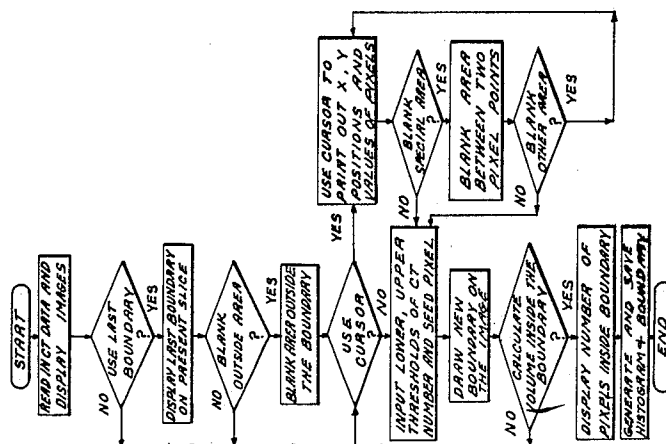 START
READ IN CT DATA AND
DISPLAY IMAGES
USE LAST
BOUNDARY
?
NO
YES
DISPLAY LAST BOUNDARY
ON PRESENT SLICE
BLANK
OUTSIDE AREA
?
NO
YES
BLANK AREA OUTSIDE
THE BOUNDARY
USE
CURSOR
?
YES
NO
USE CURSOR TO
PRINT OUT X, Y
POSITIONS AND
VALUES OF PIXELS
BLANK
SPECIAL AREA
?
NO
YES
BLANK AREA
BETWEEN TWO
PIXEL POINTS
BLANK
OTHER AREA
?
NO
YES
INPUT LOWER, UPPER
THRESHOLDS OF CT
NUMBER AND SEED PIXEL
DRAW NEW
BOUNDARY ON
THE IMAGE
CALCULATE
VOLUME INSIDE THE
BOUNDARY
?
NO
YES
DISPLAY NUMBER OF
PIXELS INSIDE BOUNDARY
GENERATE AND SAVE
HISTOGRAM & BOUNDARY
END